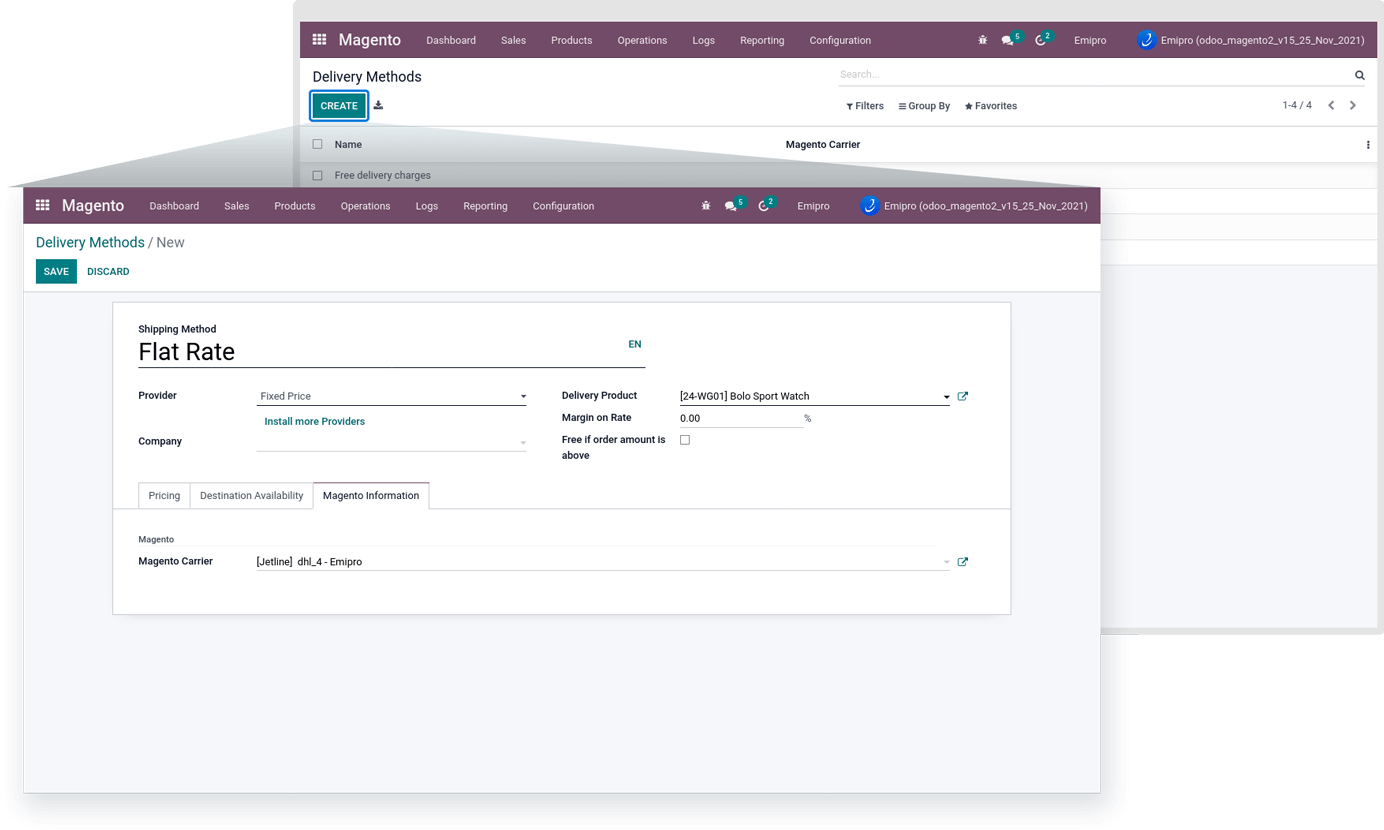 Magento Dashboard Sales Products Operations Logs Reporting Configuration 5 2 Emipro Emipro (odoo_magento2_v15_25_Nov_2021)
Delivery Methods Search...
CREATE Filters Group By Favorites 1-4 / 4
Name Magento Carrier
Free delivery charges
Magento Dashboard Sales Products Operations Logs Reporting Configuration 5 2 Emipro Emipro (odoo_magento2_v15_25_Nov_2021)
Delivery Methods / New
SAVE DISCARD
Shipping Method
Flat Rate EN
Provider Fixed Price Delivery Product [24-WG01] Bolo Sport Watch
Install more Providers Margin on Rate 0.00 %
Company Free if order amount is
above
Pricing Destination Availability Magento Information
Magento
Magento Carrier [Jetline] dhl_4 - Emipro